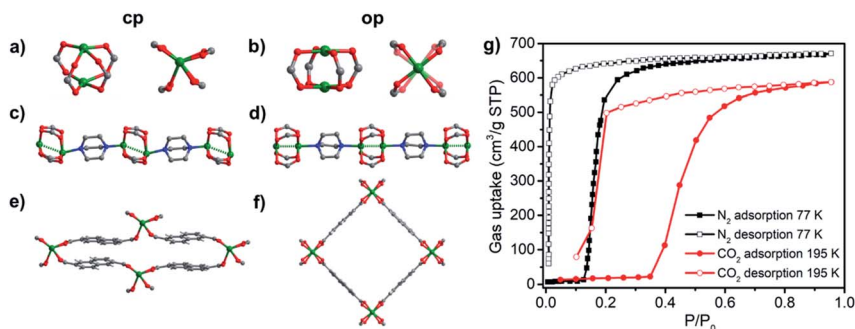 cp
op
a)
b)
c)
d)
e)
f)
g)
Gas uptake (cm³/g STP)
700
600
500
400
300
200
100
0
N₂ adsorption 77 K
N₂ desorption 77 K
CO₂ adsorption 195 K
CO₂ desorption 195 K
0.0
0.2
0.4
0.6
0.8
1.0
P/P₀